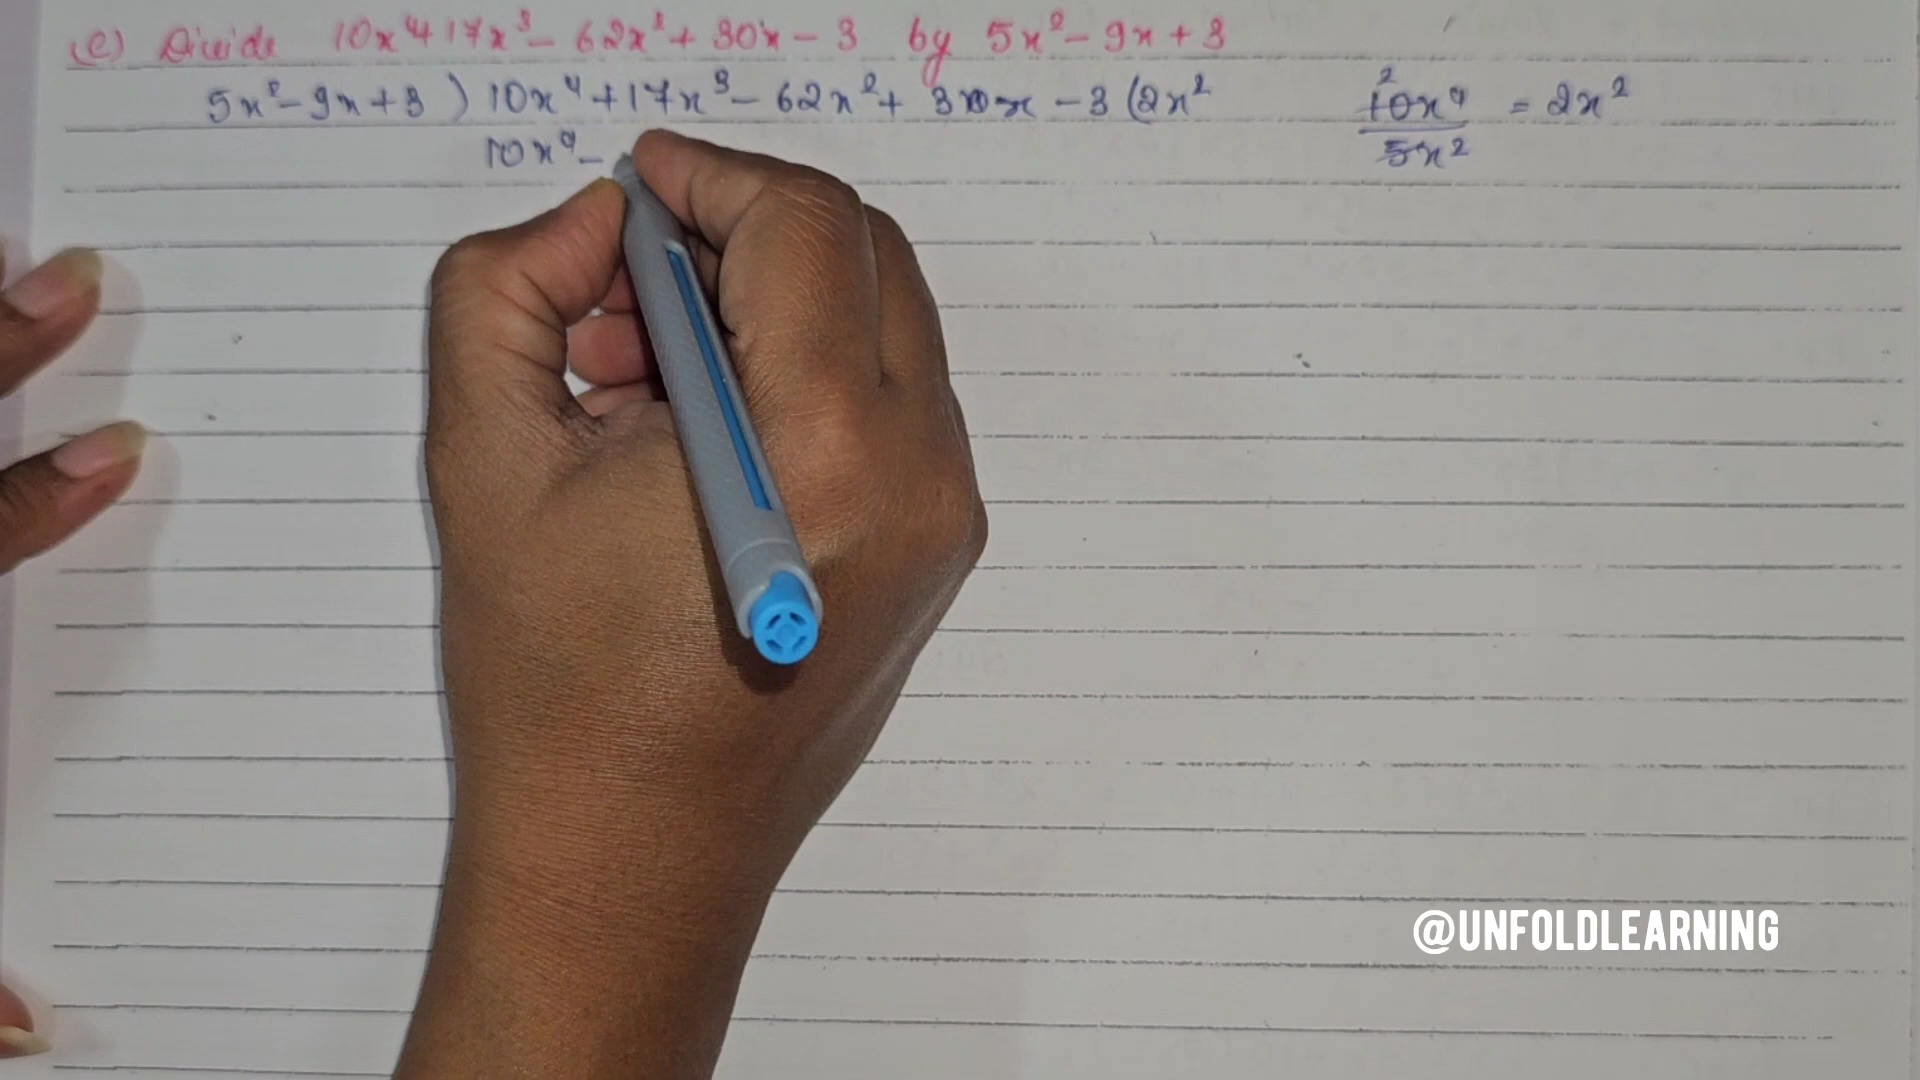 (e) Divide 10x⁴+17x³-62x²+30x-3 by 5x²-9x+3
5x²-9x+3 ) 10x⁴+17x³-62x²+30x-3 (2x²
10x⁴-
2
10x⁴ = 2x²
5x²
@UNFOLDLEARNING